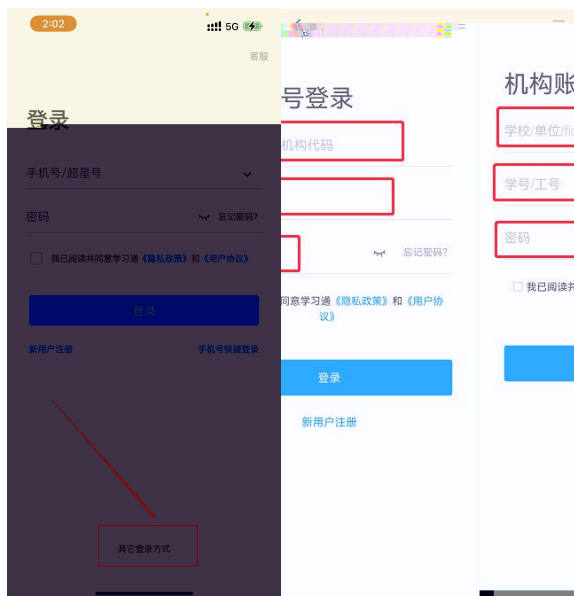 2:02
5G
客服
登录
手机号/超星号
密码
忘记密码?
我已阅读并同意学习通《隐私政策》和《用户协议》
登录
新用户注册
手机号快捷登录
其它登录方式
号登录
机构代码
忘记密码?
同意学习通《隐私政策》和《用户协
议》
登录
新用户注册
机构账
学校/单位/fid
学号/工号
密码
我已阅读并